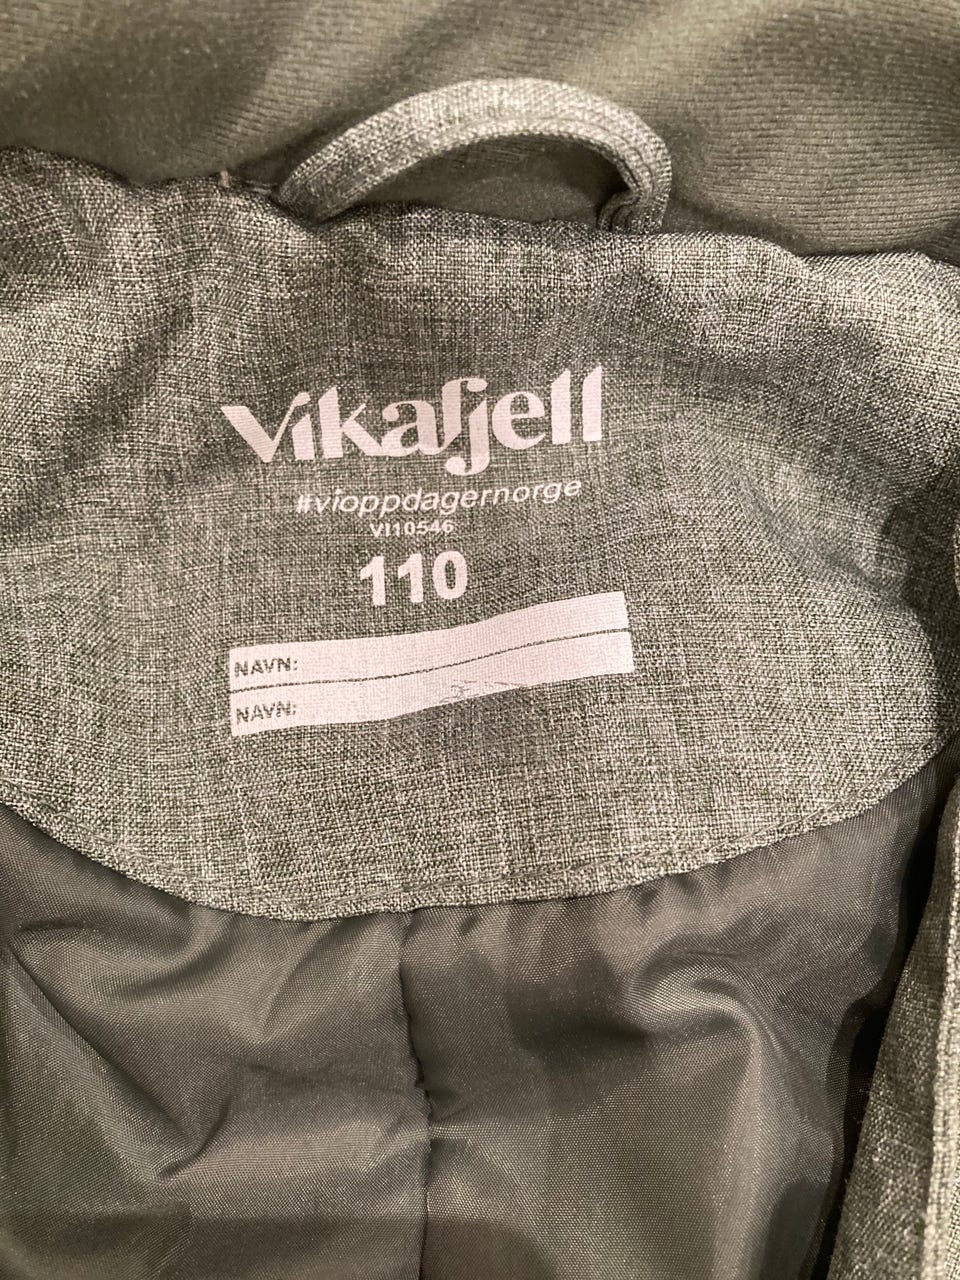 Vikafjell
#vioppdagernorge
VI10546
110
NAVN:
NAVN: